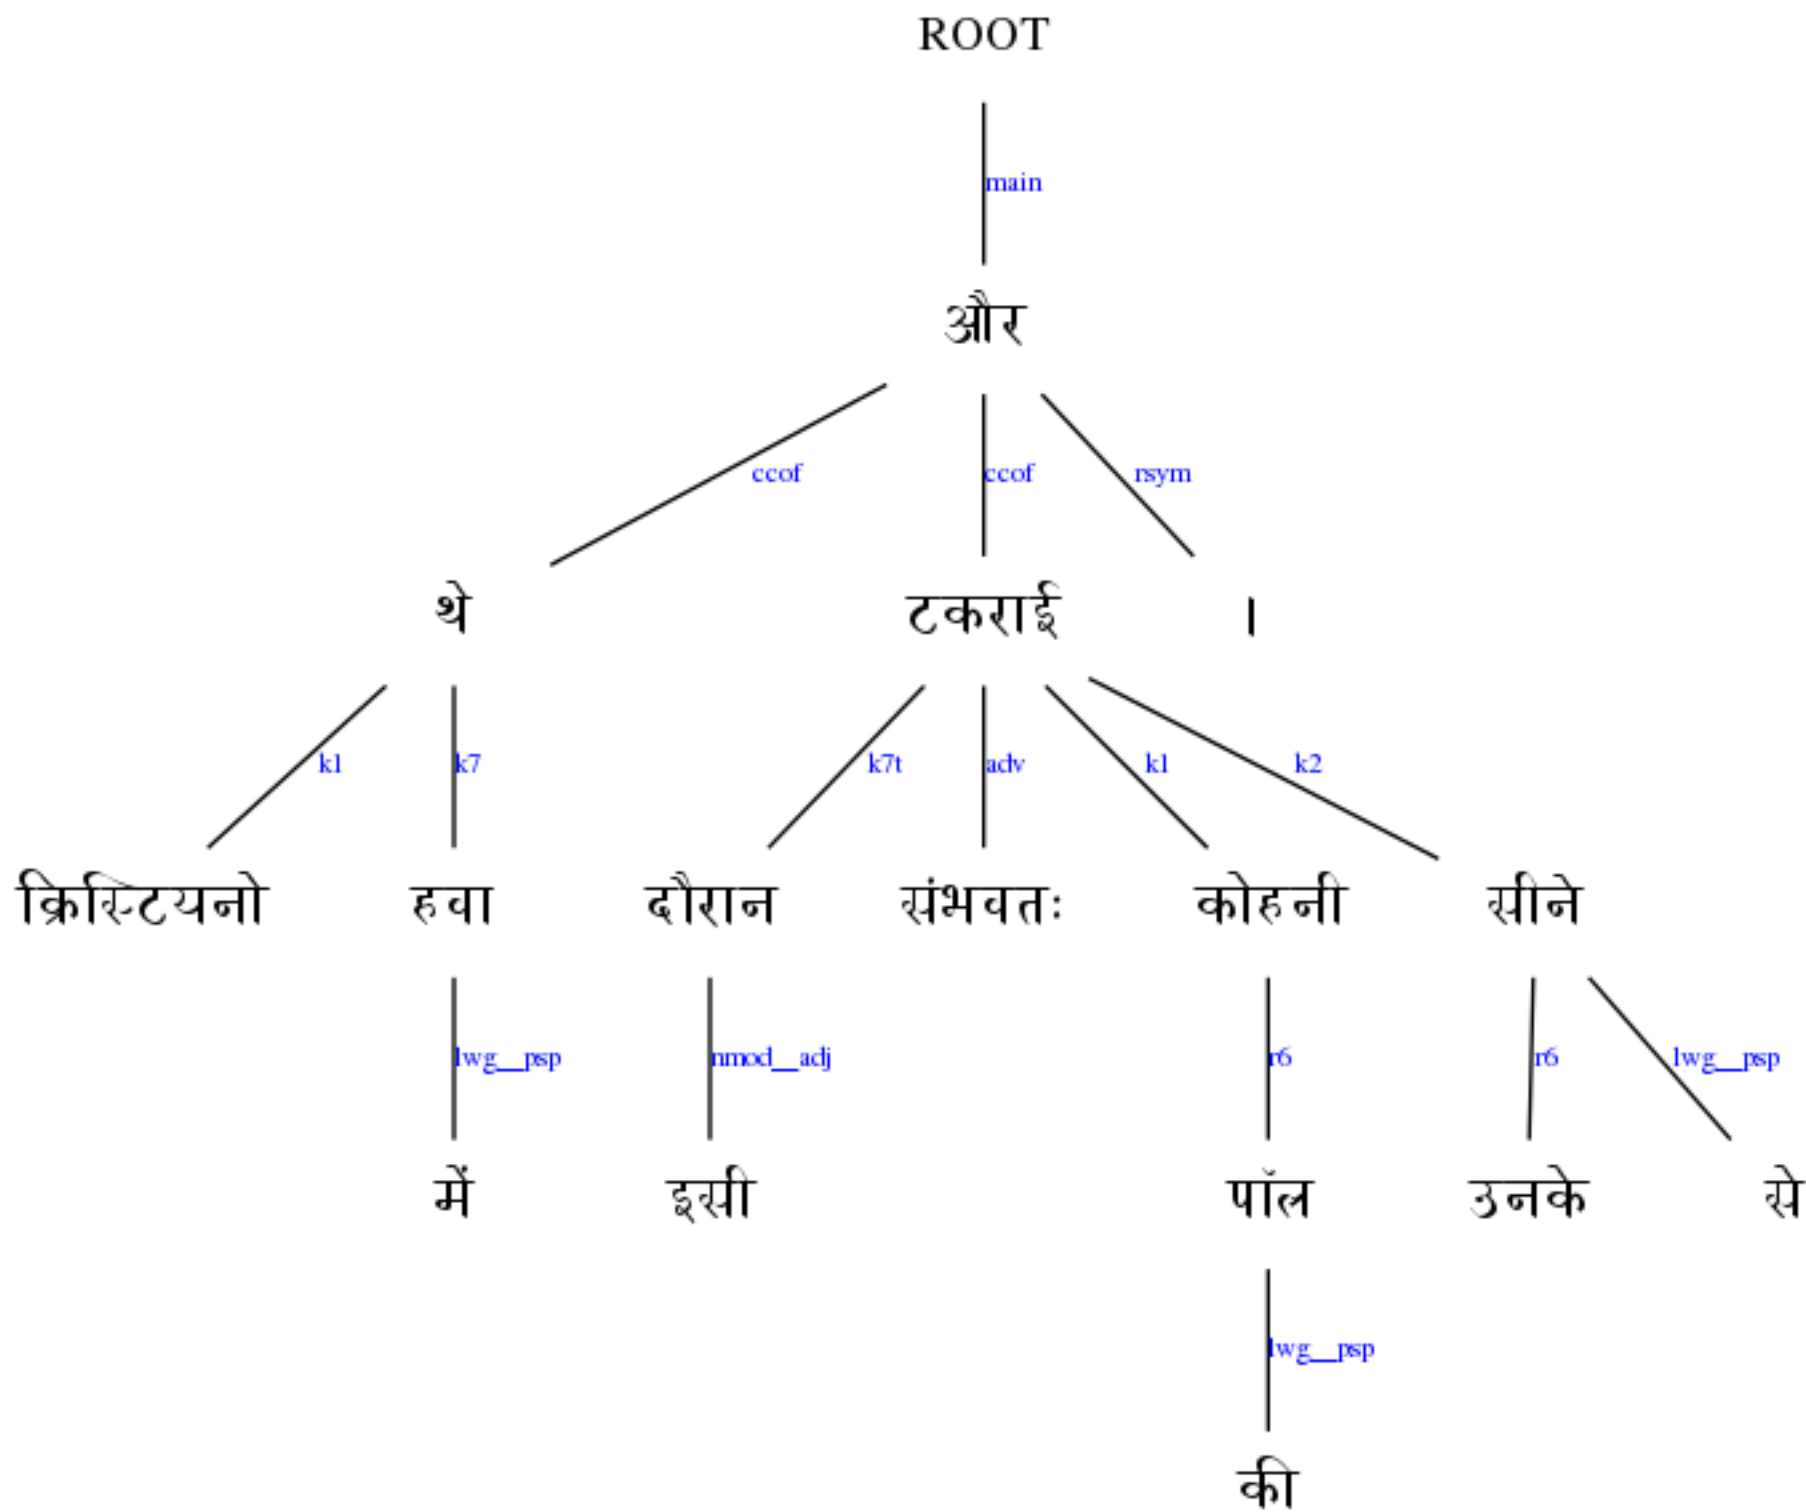 ROOT
main
और
ccof ccof rsym
थे टकराई ।
k1 k7 k7t adv k1 k2
क्रिस्टियनो हवा दौरान संभवतः कोहनी सीने
lwg__psp nmod__adj r6 r6 lwg__psp
में इसी पॉल उनके से
lwg__psp
की